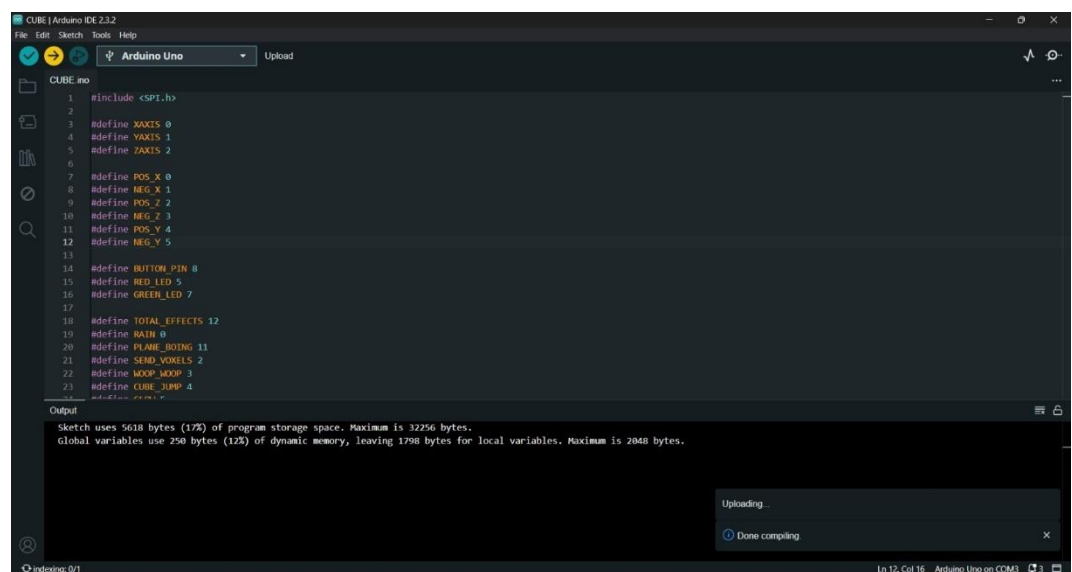 CUBE | Arduino IDE 2.3.2
File Edit Sketch Tools Help
Arduino Uno
Upload
CUBE.ino
1 #include <SPI.h>
2
3 #define XAXIS 0
4 #define YAXIS 1
5 #define ZAXIS 2
6
7 #define POS_X 0
8 #define NEG_X 1
9 #define POS_Z 2
10 #define NEG_Z 3
11 #define POS_Y 4
12 #define NEG_Y 5
13
14 #define BUTTON_PIN 8
15 #define RED_LED 5
16 #define GREEN_LED 7
17
18 #define TOTAL_EFFECTS 12
19 #define RAIN 0
20 #define PLANE_BOING 11
21 #define SEND_VOXELS 2
22 #define WOOP_WOOP 3
23 #define CUBE_JUMP 4
24 #define GLOW 5
Output
Sketch uses 5618 bytes (17%) of program storage space. Maximum is 32256 bytes.
Global variables use 250 bytes (12%) of dynamic memory, leaving 1798 bytes for local variables. Maximum is 2048 bytes.
Uploading...
Done compiling.
indexing: 0/1
Ln 12, Col 16 Arduino Uno on COM3 3